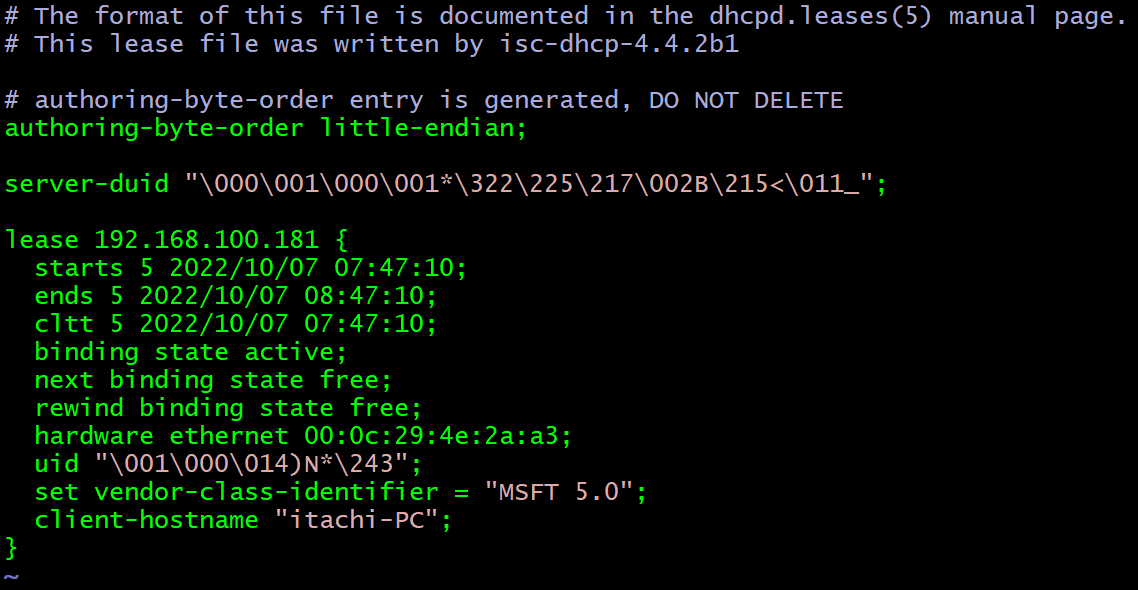 # The format of this file is documented in the dhcpd.leases(5) manual page.
# This lease file was written by isc-dhcp-4.4.2b1

# authoring-byte-order entry is generated, DO NOT DELETE
authoring-byte-order little-endian;

server-duid "\000\001\000\001*\322\225\217\002B\215<\011_";

lease 192.168.100.181 {
  starts 5 2022/10/07 07:47:10;
  ends 5 2022/10/07 08:47:10;
  cltt 5 2022/10/07 07:47:10;
  binding state active;
  next binding state free;
  rewind binding state free;
  hardware ethernet 00:0c:29:4e:2a:a3;
  uid "\001\000\014)N*\243";
  set vendor-class-identifier = "MSFT 5.0";
  client-hostname "itachi-PC";
}
~